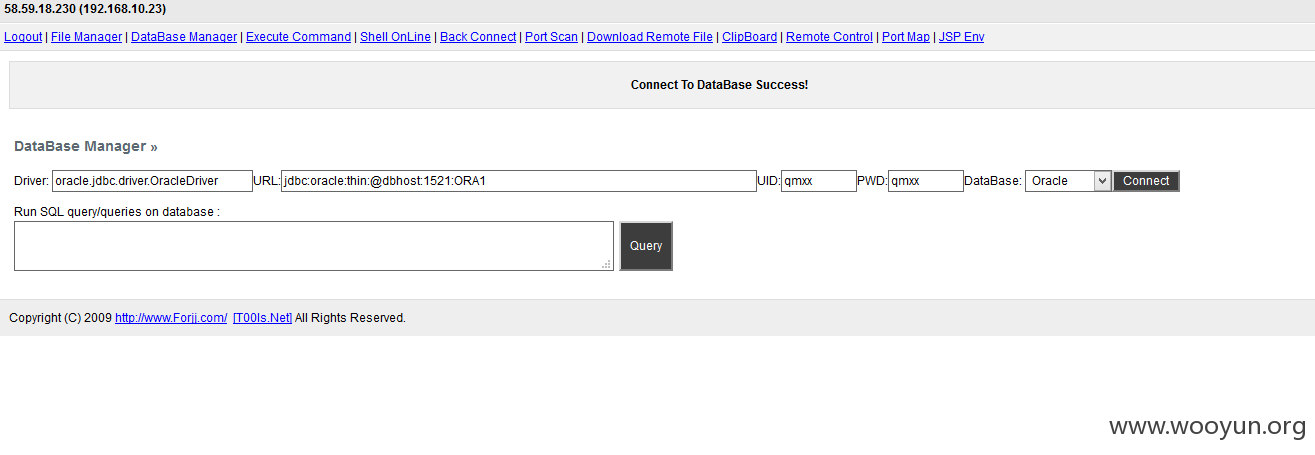 58.59.18.230 (192.168.10.23)
Logout | File Manager | DataBase Manager | Execute Command | Shell OnLine | Back Connect | Port Scan | Download Remote File | ClipBoard | Remote Control | Port Map | JSP Env
Connect To DataBase Success!
DataBase Manager »
Driver: oracle.jdbc.driver.OracleDriver URL: jdbc:oracle:thin:@dbhost:1521:ORA1 UID: qmxx PWD: qmxx DataBase: Oracle Connect
Run SQL query/queries on database :
Query
Copyright (C) 2009 http://www.Forjj.com/ [T00ls.Net] All Rights Reserved.
www.wooyun.org